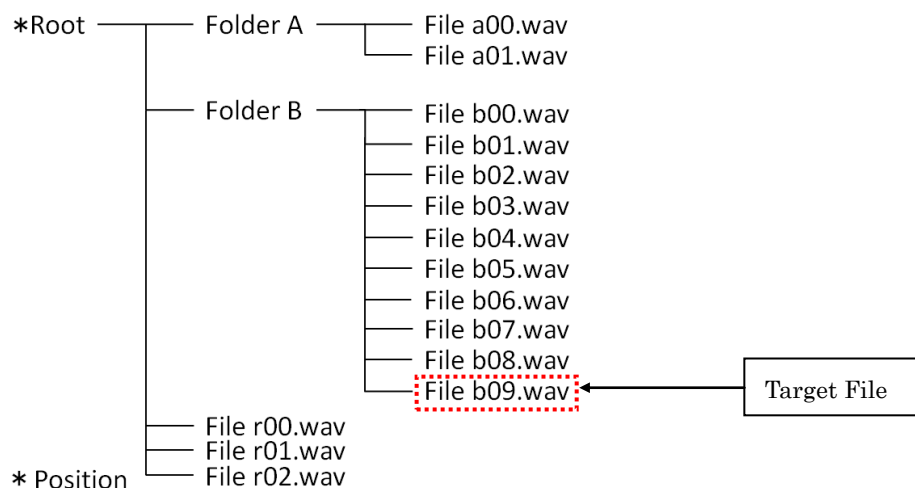 *Root Folder A File a00.wav
File a01.wav
Folder B File b00.wav
File b01.wav
File b02.wav
File b03.wav
File b04.wav
File b05.wav
File b06.wav
File b07.wav
File b08.wav
File b09.wav Target File
File r00.wav
File r01.wav
* Position File r02.wav